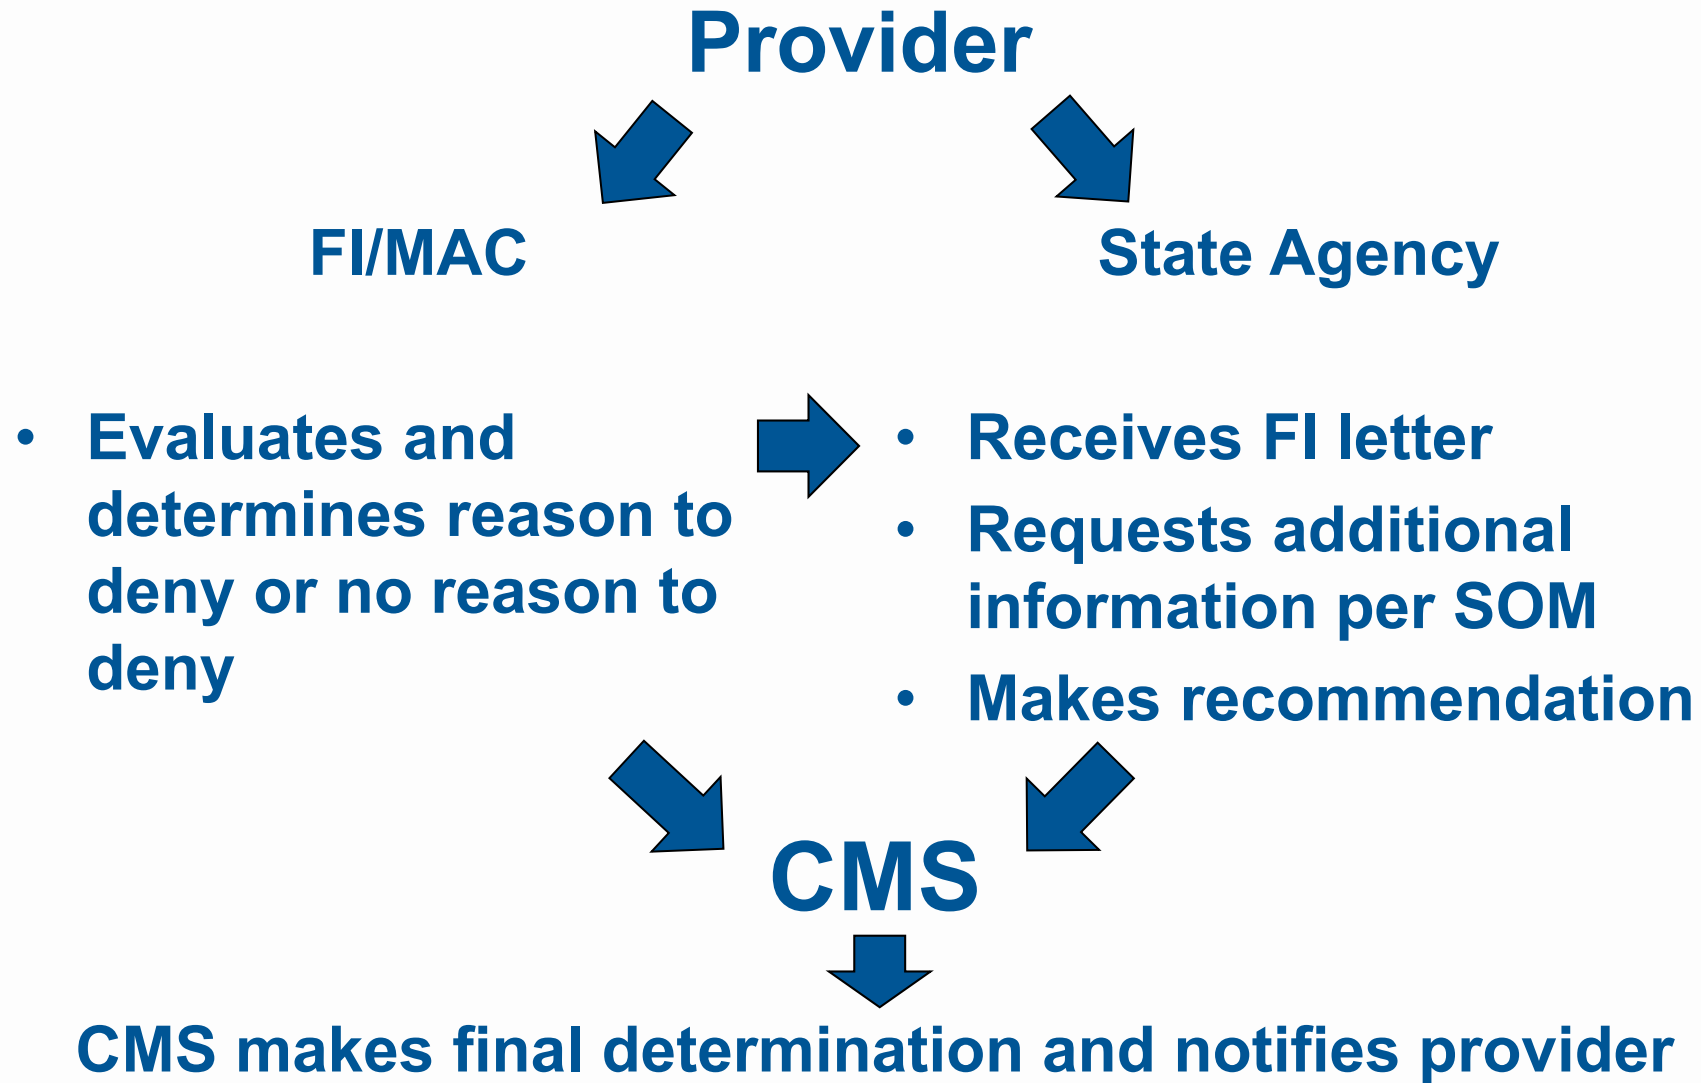 Provider
FI/MAC
State Agency
• Evaluates and
determines reason to
deny or no reason to
deny
• Receives FI letter
• Requests additional
information per SOM
• Makes recommendation
CMS
CMS makes final determination and notifies provider